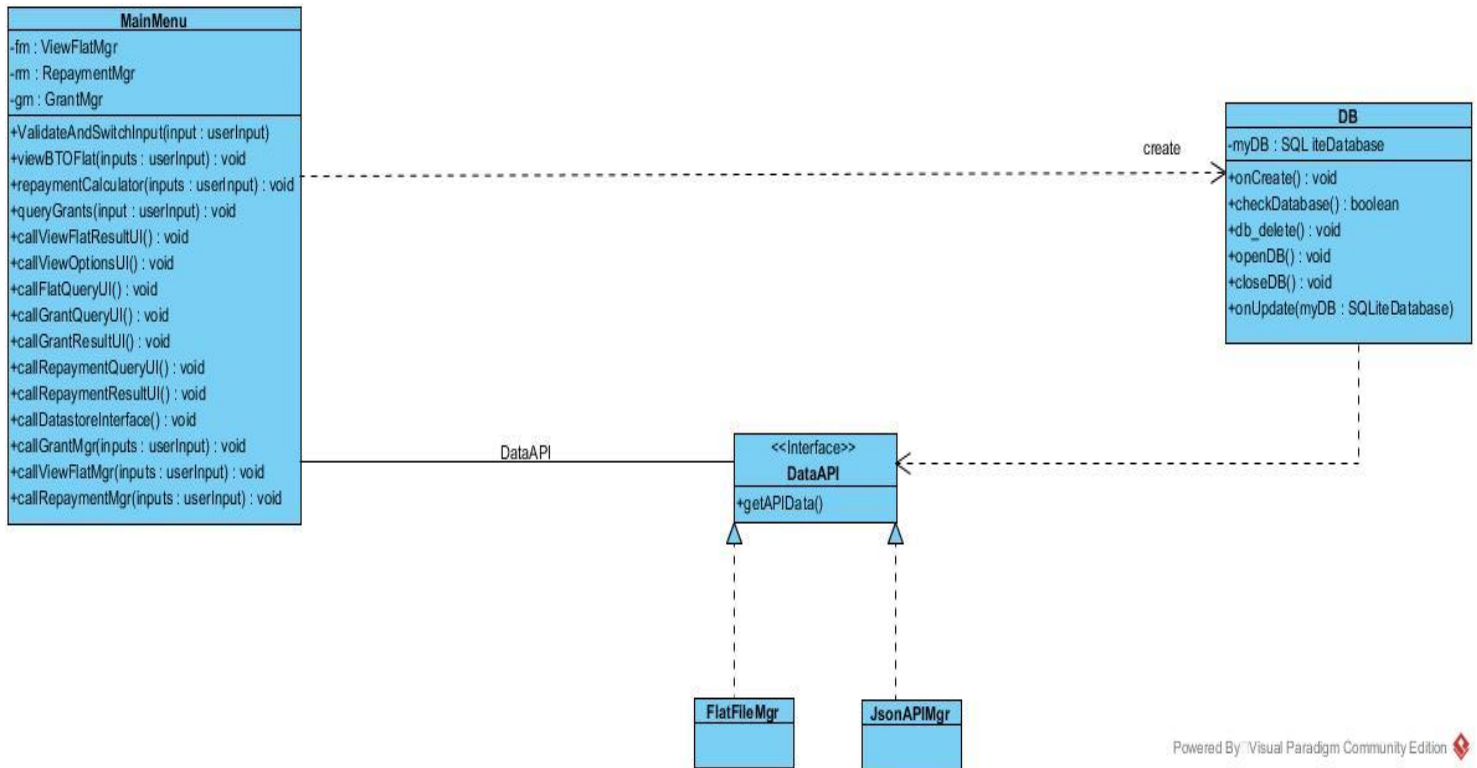 MainMenu
-fm : ViewFlatMgr
-rm : RepaymentMgr
-gm : GrantMgr
+ValidateAndSwitchInput(input : userInput)
+viewBTOFlat(inputs : userInput) : void
+repaymentCalculator(inputs : userInput) : void
+queryGrants(input : userInput) : void
+callViewFlatResultUI() : void
+callViewOptionsUI() : void
+callFlatQueryUI() : void
+callGrantQueryUI() : void
+callGrantResultUI() : void
+callRepaymentQueryUI() : void
+callRepaymentResultUI() : void
+callDatastoreInterface() : void
+callGrantMgr(inputs : userInput) : void
+callViewFlatMgr(inputs : userInput) : void
+callRepaymentMgr(inputs : userInput) : void
create
DB
-myDB : SQLiteDatabase
+onCreate() : void
+checkDatabase() : boolean
+db_delete() : void
+openDB() : void
+closeDB() : void
+onUpdate(myDB : SQLiteDatabase)
DataAPI
<<Interface>>
DataAPI
+getAPIData()
FlatFileMgr
JsonAPIMgr
Powered By Visual Paradigm Community Edition